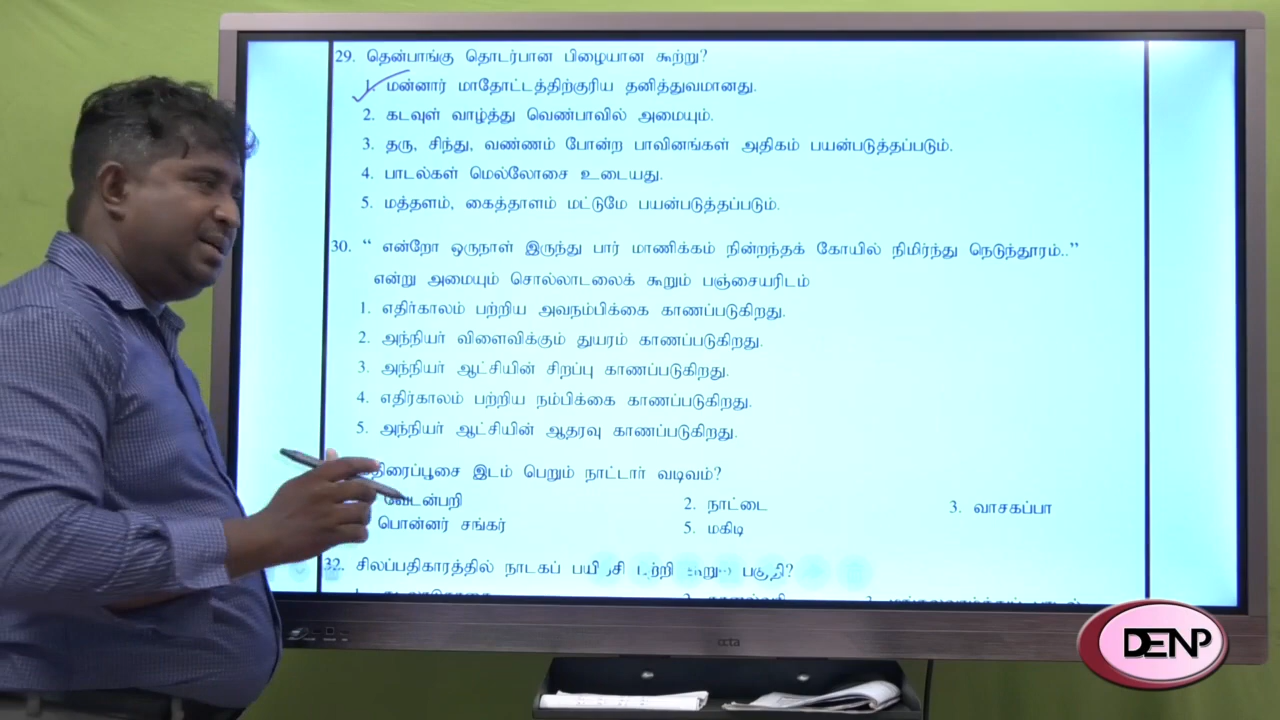 29. தென்பாங்கு தொடர்பான பிழையான கூற்று?
1. மன்னார் மாதோட்டத்திற்குரிய தனித்துவமானது.
2. கடவுள் வாழ்த்து வெண்பாவில் அமையும்.
3. தரு, சிந்து, வண்ணம் போன்ற பாவினங்கள் அதிகம் பயன்படுத்தப்படும்.
4. பாடல்கள் மெல்லோசை உடையது.
5. மத்தளம், கைத்தாளம் மட்டுமே பயன்படுத்தப்படும்.
30. “ என்றோ ஒருநாள் இருந்து பார் மாணிக்கம் நின்றந்தக் கோயில் நிமிர்ந்து நெடுந்தூரம்..”
என்று அமையும் சொல்லாடலைக் கூறும் பஞ்சையரிடம்
1. எதிர்காலம் பற்றிய அவநம்பிக்கை காணப்படுகிறது.
2. அந்நியர் விளைவிக்கும் துயரம் காணப்படுகிறது.
3. அந்நியர் ஆட்சியின் சிறப்பு காணப்படுகிறது.
4. எதிர்காலம் பற்றிய நம்பிக்கை காணப்படுகிறது.
5. அந்நியர் ஆட்சியின் ஆதரவு காணப்படுகிறது.
இடம் பெறும் நாட்டார் வடிவம்?
வேடன்பறி 2. நாட்டை 3. வாசகப்பா
பொன்னர் சங்கர் 5. மகிடி
32. சிலப்பதிகாரத்தில் நாடகப்
octa
DENP